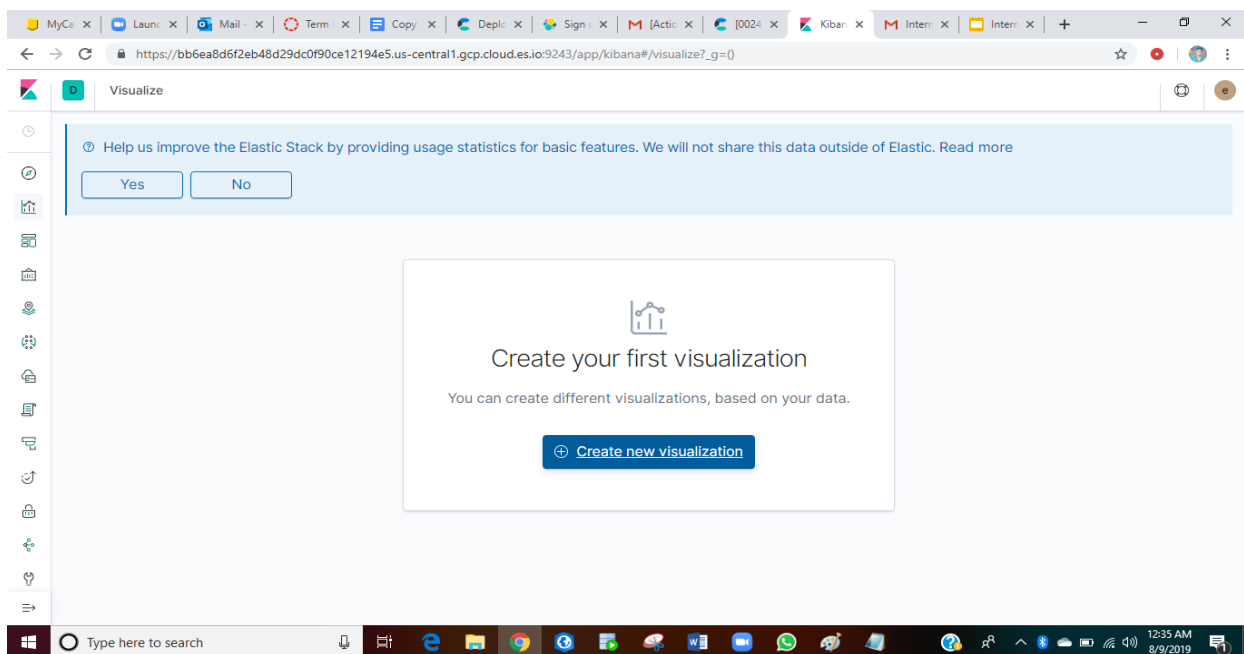 MyCa Launc Mail - Term Copy Deplo Sign u M [Actic [0024 Kiban M Intern Intern
https://bb6ea8d6f2eb48d29dc0f90ce12194e5.us-central1.gcp.cloud.es.io:9243/app/kibana#/visualize?_g=()
D Visualize e
Help us improve the Elastic Stack by providing usage statistics for basic features. We will not share this data outside of Elastic. Read more
Yes No
Create your first visualization
You can create different visualizations, based on your data.
Create new visualization
Type here to search
12:35 AM
8/9/2019